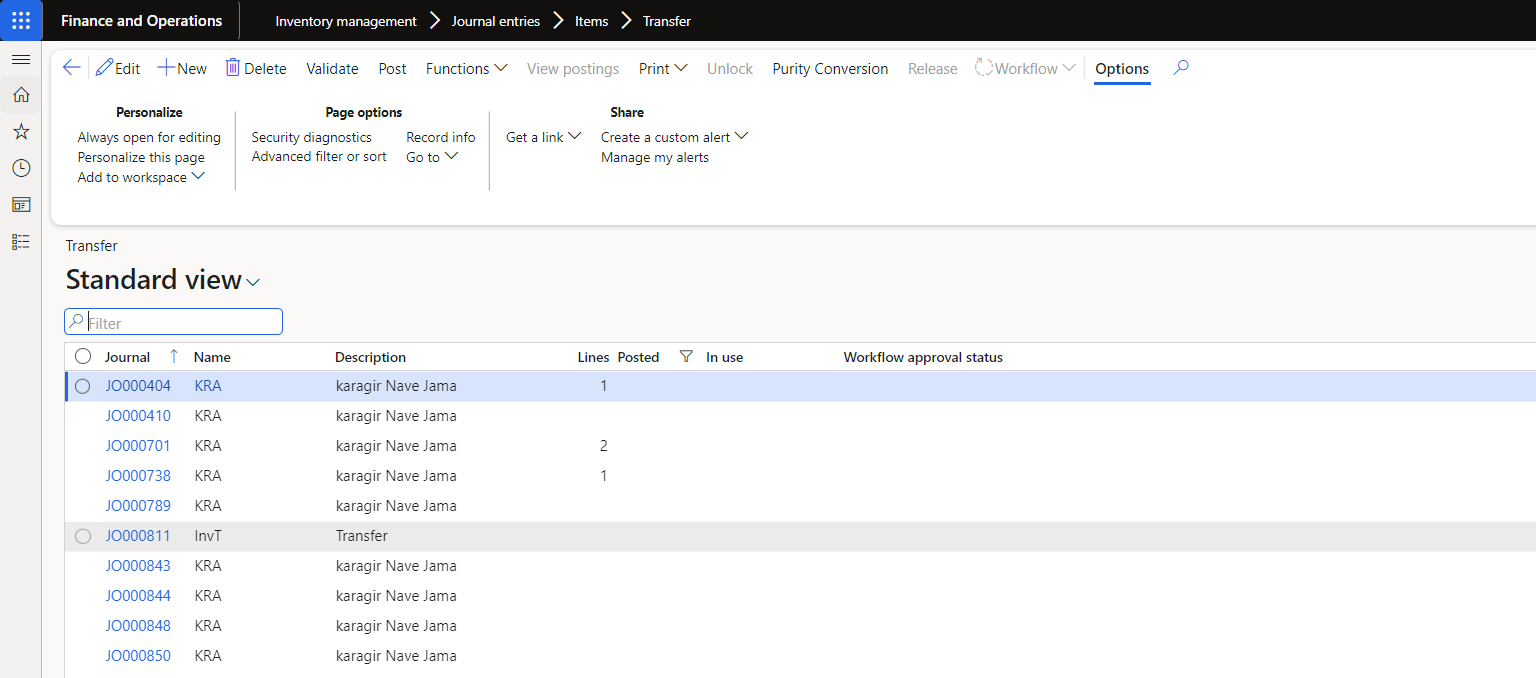 Finance and Operations Inventory management Journal entries Items Transfer
Edit New Delete Validate Post Functions View postings Print Unlock Purity Conversion Release Workflow Options
Personalize Page options Share
Always open for editing Security diagnostics Record info Get a link Create a custom alert
Personalize this page Advanced filter or sort Go to Manage my alerts
Add to workspace
Transfer
Standard view
Filter
Journal Name Description Lines Posted In use Workflow approval status
JO000404 KRA karagir Nave Jama 1
JO000410 KRA karagir Nave Jama
JO000701 KRA karagir Nave Jama 2
JO000738 KRA karagir Nave Jama 1
JO000789 KRA karagir Nave Jama
JO000811 InvT Transfer
JO000843 KRA karagir Nave Jama
JO000844 KRA karagir Nave Jama
JO000848 KRA karagir Nave Jama
JO000850 KRA karagir Nave Jama